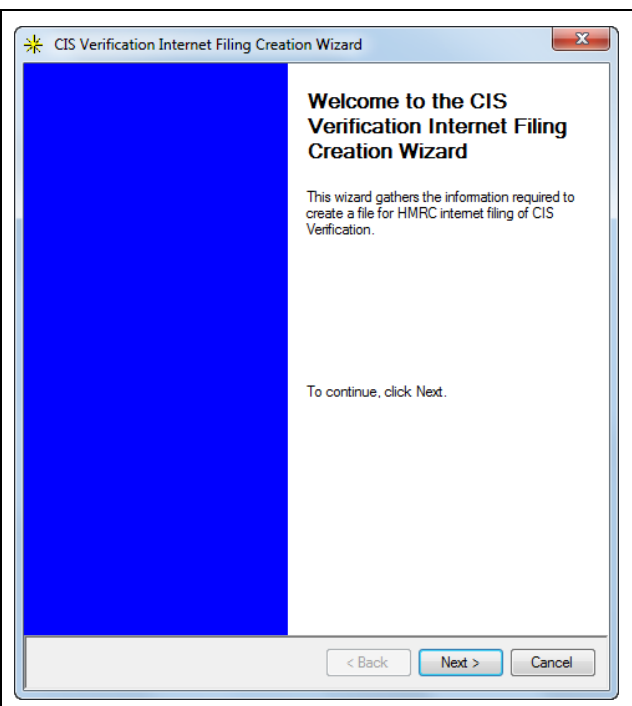 CIS Verification Internet Filing Creation Wizard
Welcome to the CIS
Verification Internet Filing
Creation Wizard
This wizard gathers the information required to
create a file for HMRC internet filing of CIS
Verification.
To continue, click Next.
< Back
Next >
Cancel